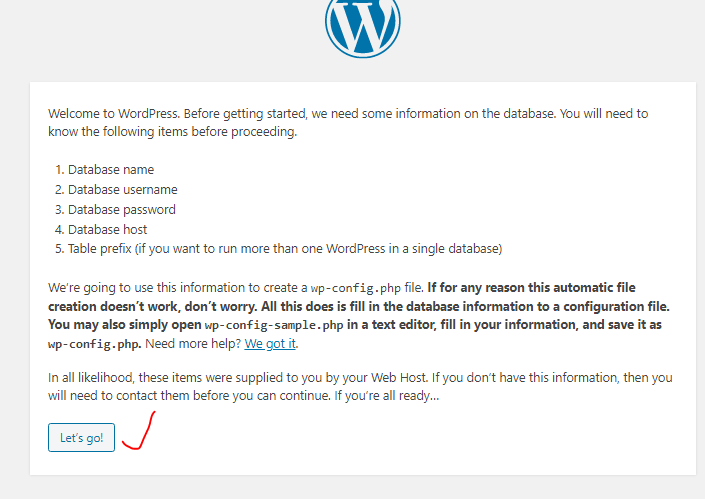 Welcome to WordPress. Before getting started, we need some information on the database. You will need to
know the following items before proceeding.
1. Database name
2. Database username
3. Database password
4. Database host
5. Table prefix (if you want to run more than one WordPress in a single database)
We’re going to use this information to create a wp-config.php file. If for any reason this automatic file
creation doesn’t work, don’t worry. All this does is fill in the database information to a configuration file.
You may also simply open wp-config-sample.php in a text editor, fill in your information, and save it as
wp-config.php. Need more help? We got it.
In all likelihood, these items were supplied to you by your Web Host. If you don’t have this information, then you
will need to contact them before you can continue. If you’re all ready…
Let’s go!